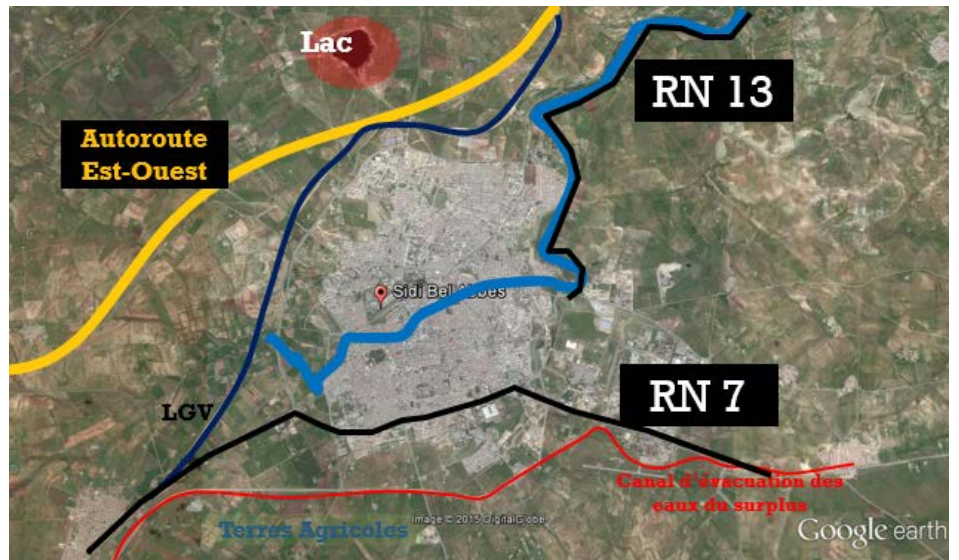 Lac
RN 13
Autoroute
Est-Ouest
Sidi Bel Abbes
LGV
RN 7
Canal d'évacuation des
eaux du surplus
Terres Agricoles
Image © 2015 DigitalGlobe
Google earth